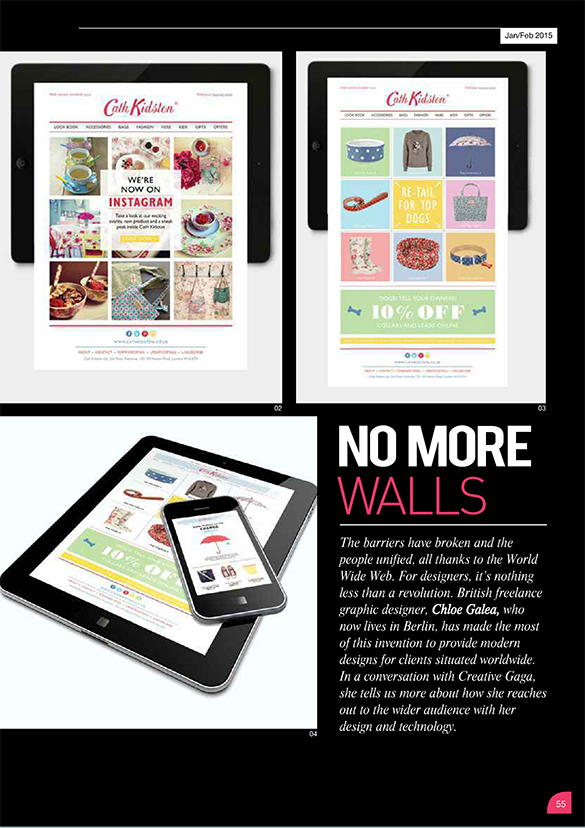 Jan/Feb 2015
Cath Kidston
LOOK BOOK ACCESSORIES BAGS FASHION HOME KIDS GIFTS OFFERS
WE'RE
NOW ON
INSTAGRAM
Take a look at our exciting
events, new product and a sneak
peak inside Cath Kidston
WWW.CATHKIDSTON.CO.UK
02
Cath Kidston
LOOK BOOK ACCESSORIES BAGS FASHION HOME KIDS GIFTS OFFERS
RE-TAIL
FOR TOP
DOGS
DOGS! TELL YOUR OWNERS!
10% OFF
COLLARS AND LEADS ONLINE
WWW.CATHKIDSTON.CO.UK
03
Cath Kidston
10% OFF
04
NO MORE
WALLS
The barriers have broken and the
people unified, all thanks to the World
Wide Web. For designers, it's nothing
less than a revolution. British freelance
graphic designer, Chloe Galea, who
now lives in Berlin, has made the most
of this invention to provide modern
designs for clients situated worldwide.
In a conversation with Creative Gaga,
she tells us more about how she reaches
out to the wider audience with her
design and technology.
55